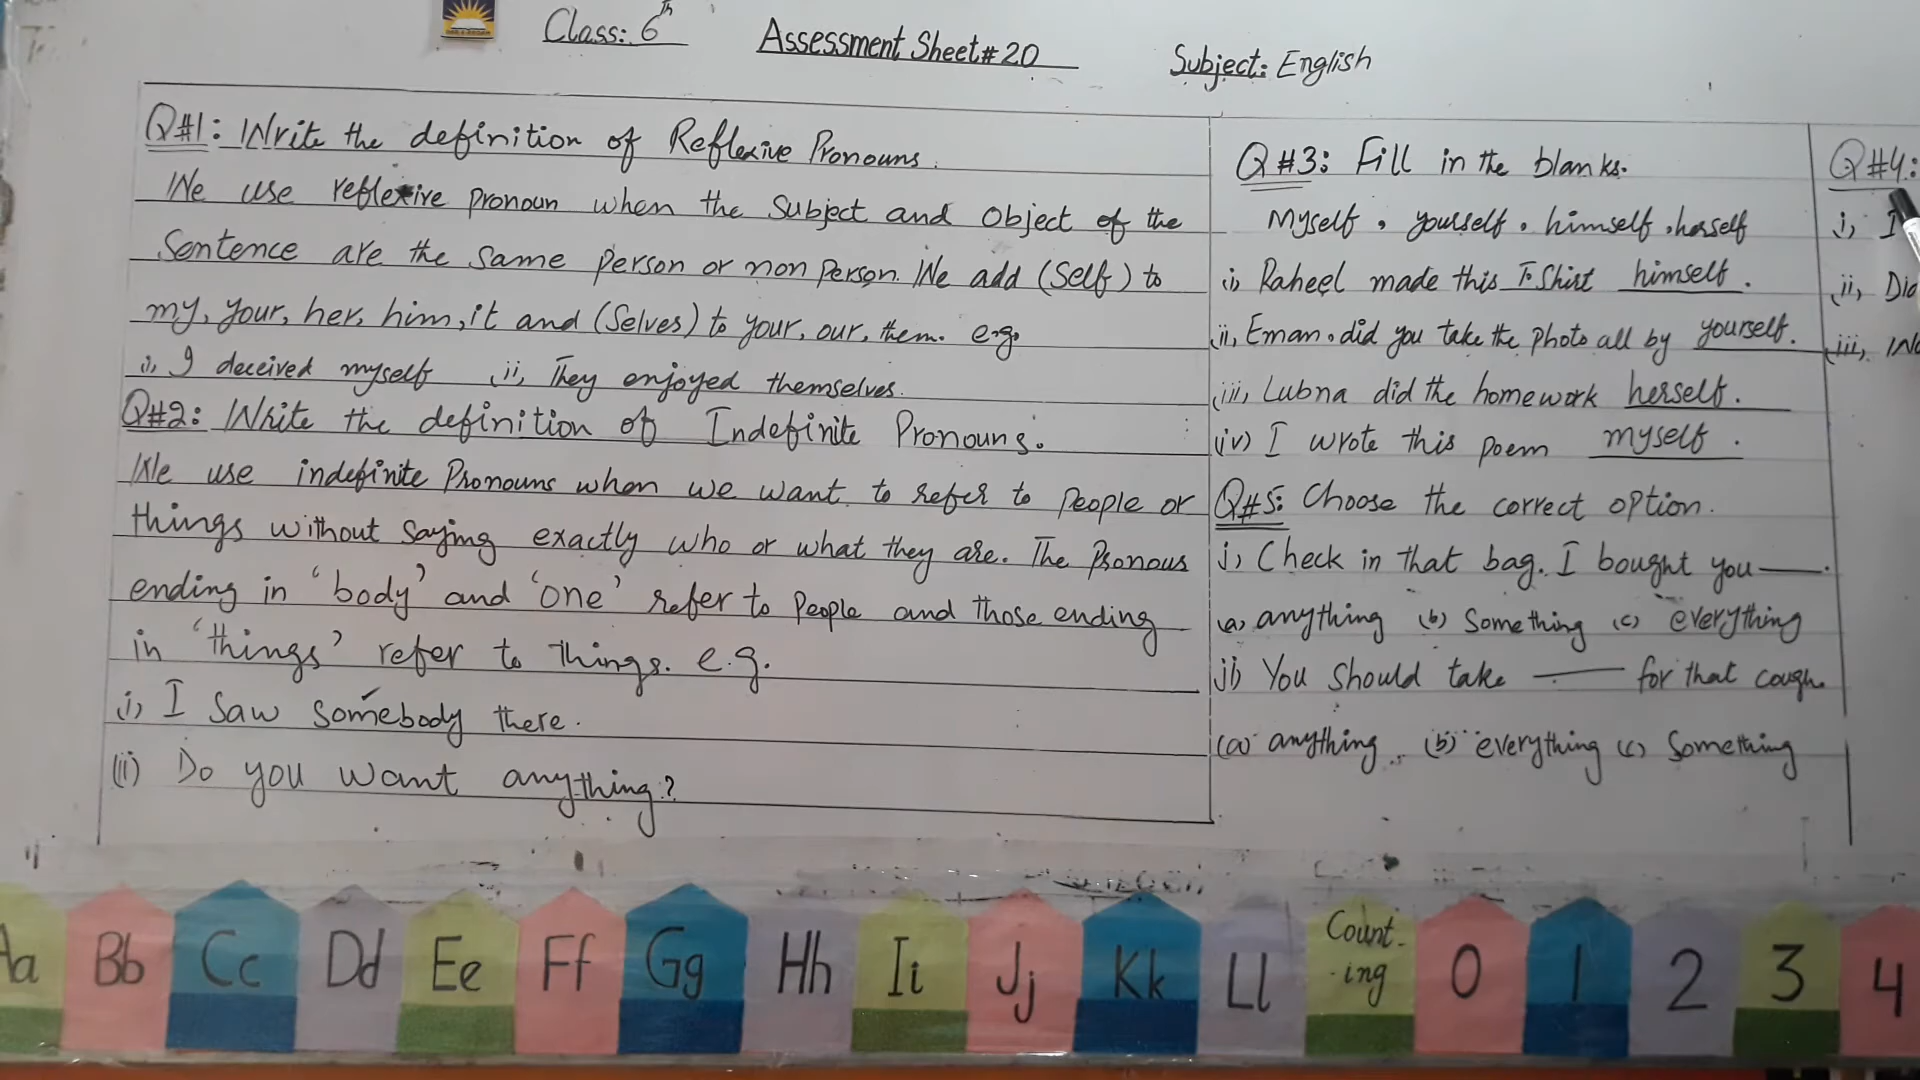 Class: 6th
Assessment Sheet# 20
Subject: English
Q#1: Write the definition of Reflexive Pronouns.
We use reflexive pronoun when the Subject and Object of the
Sentence are the same person or non person. We add (Self) to
my, your, her, him, it and (Selves) to your, our, them. e.g.
i, I deceived myself ii, They enjoyed themselves.
Q#2: Write the definition of Indefinite Pronouns.
We use indefinite Pronouns when we want to refer to People or
things without saying exactly who or what they are. The Pronous
ending in 'body' and 'one' refer to People and those ending
in 'things' refer to things. e.g.
i) I Saw somebody there.
(ii) Do you want anything?
Q#3: Fill in the blanks.
Myself, yourself, himself, herself
i) Raheel made this T.Shirt himself.
ii, Eman, did you take the photo all by yourself.
iii, Lubna did the homework herself.
(iv) I wrote this poem myself.
Q#5: Choose the correct option.
i) Check in that bag. I bought you ___.
(a) anything (b) Something (c) everything
ii) You should take ___ for that cough.
(a) anything (b) everything (c) Something
Q#4:
i, I
ii,
iii,
Aa Bb Cc Dd Ee Ff Gg Hh Ii Jj Kk Ll Count-ing 0 1 2 3 4